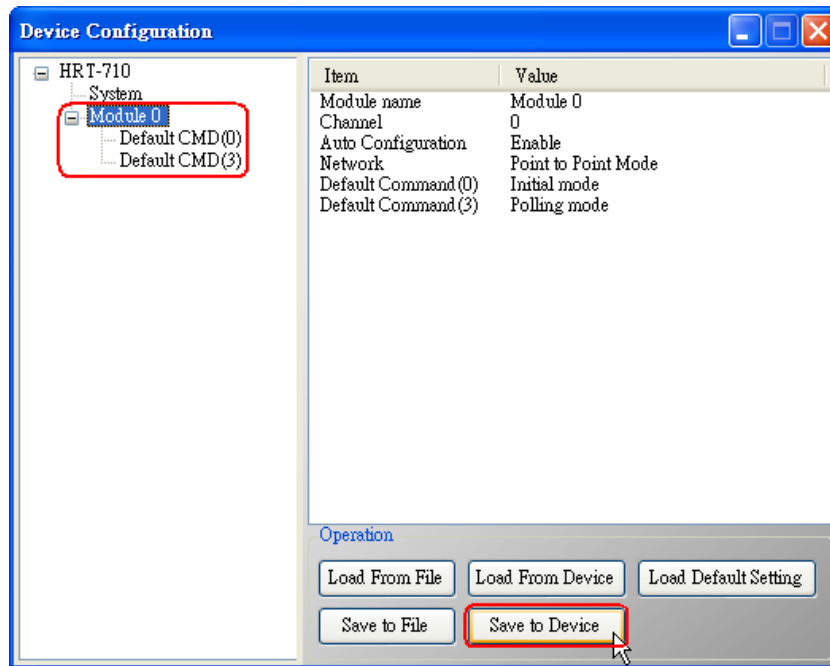 Device Configuration
HRT-710
System
Module 0
Default CMD(0)
Default CMD(3)
Item Value
Module name Module 0
Channel 0
Auto Configuration Enable
Network Point to Point Mode
Default Command(0) Initial mode
Default Command(3) Polling mode
Operation
Load From File Load From Device Load Default Setting
Save to File Save to Device